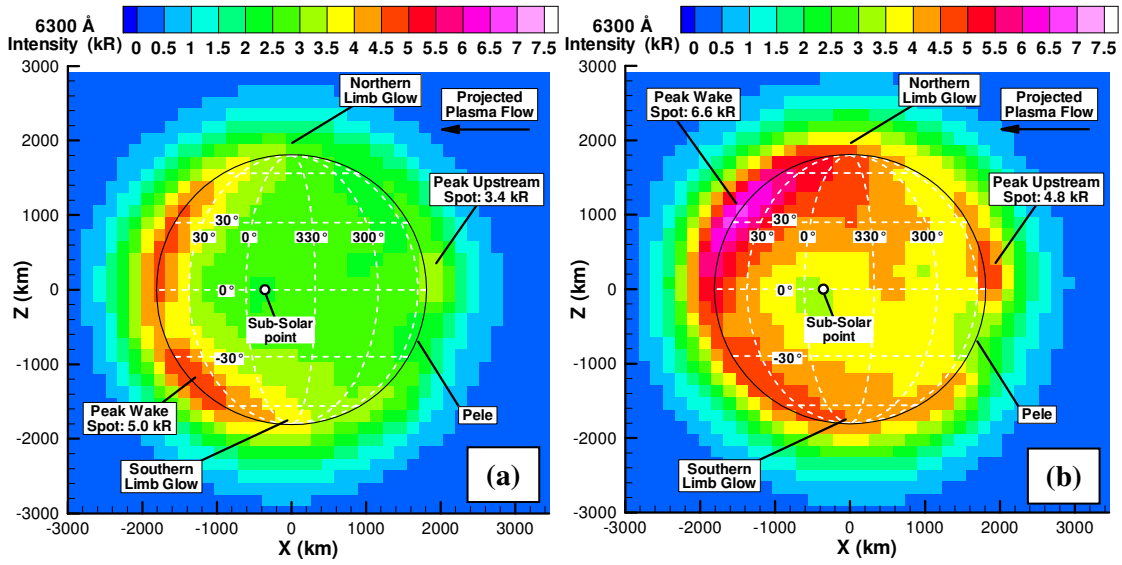 6300 Å
Intensity (kR) 0 0.5 1 1.5 2 2.5 3 3.5 4 4.5 5 5.5 6 6.5 7 7.5
3000
2000
1000
0
-1000
-2000
-3000
Z (km)
Northern
Limb Glow
Projected
Plasma Flow
Peak Upstream
Spot: 3.4 kR
30°
30° 0° 330° 300°
0°
Sub-Solar
point
-30°
Peak Wake
Spot: 5.0 kR
Pele
Southern
Limb Glow
(a)
-3000 -2000 -1000 0 1000 2000 3000
X (km)
6300 Å
Intensity (kR) 0 0.5 1 1.5 2 2.5 3 3.5 4 4.5 5 5.5 6 6.5 7 7.5
3000
2000
1000
0
-1000
-2000
-3000
Z (km)
Peak Wake
Spot: 6.6 kR
Northern
Limb Glow
Projected
Plasma Flow
Peak Upstream
Spot: 4.8 kR
30°
30° 0° 330° 300°
0°
Sub-Solar
point
-30°
Pele
Southern
Limb Glow
(b)
-3000 -2000 -1000 0 1000 2000 3000
X (km)